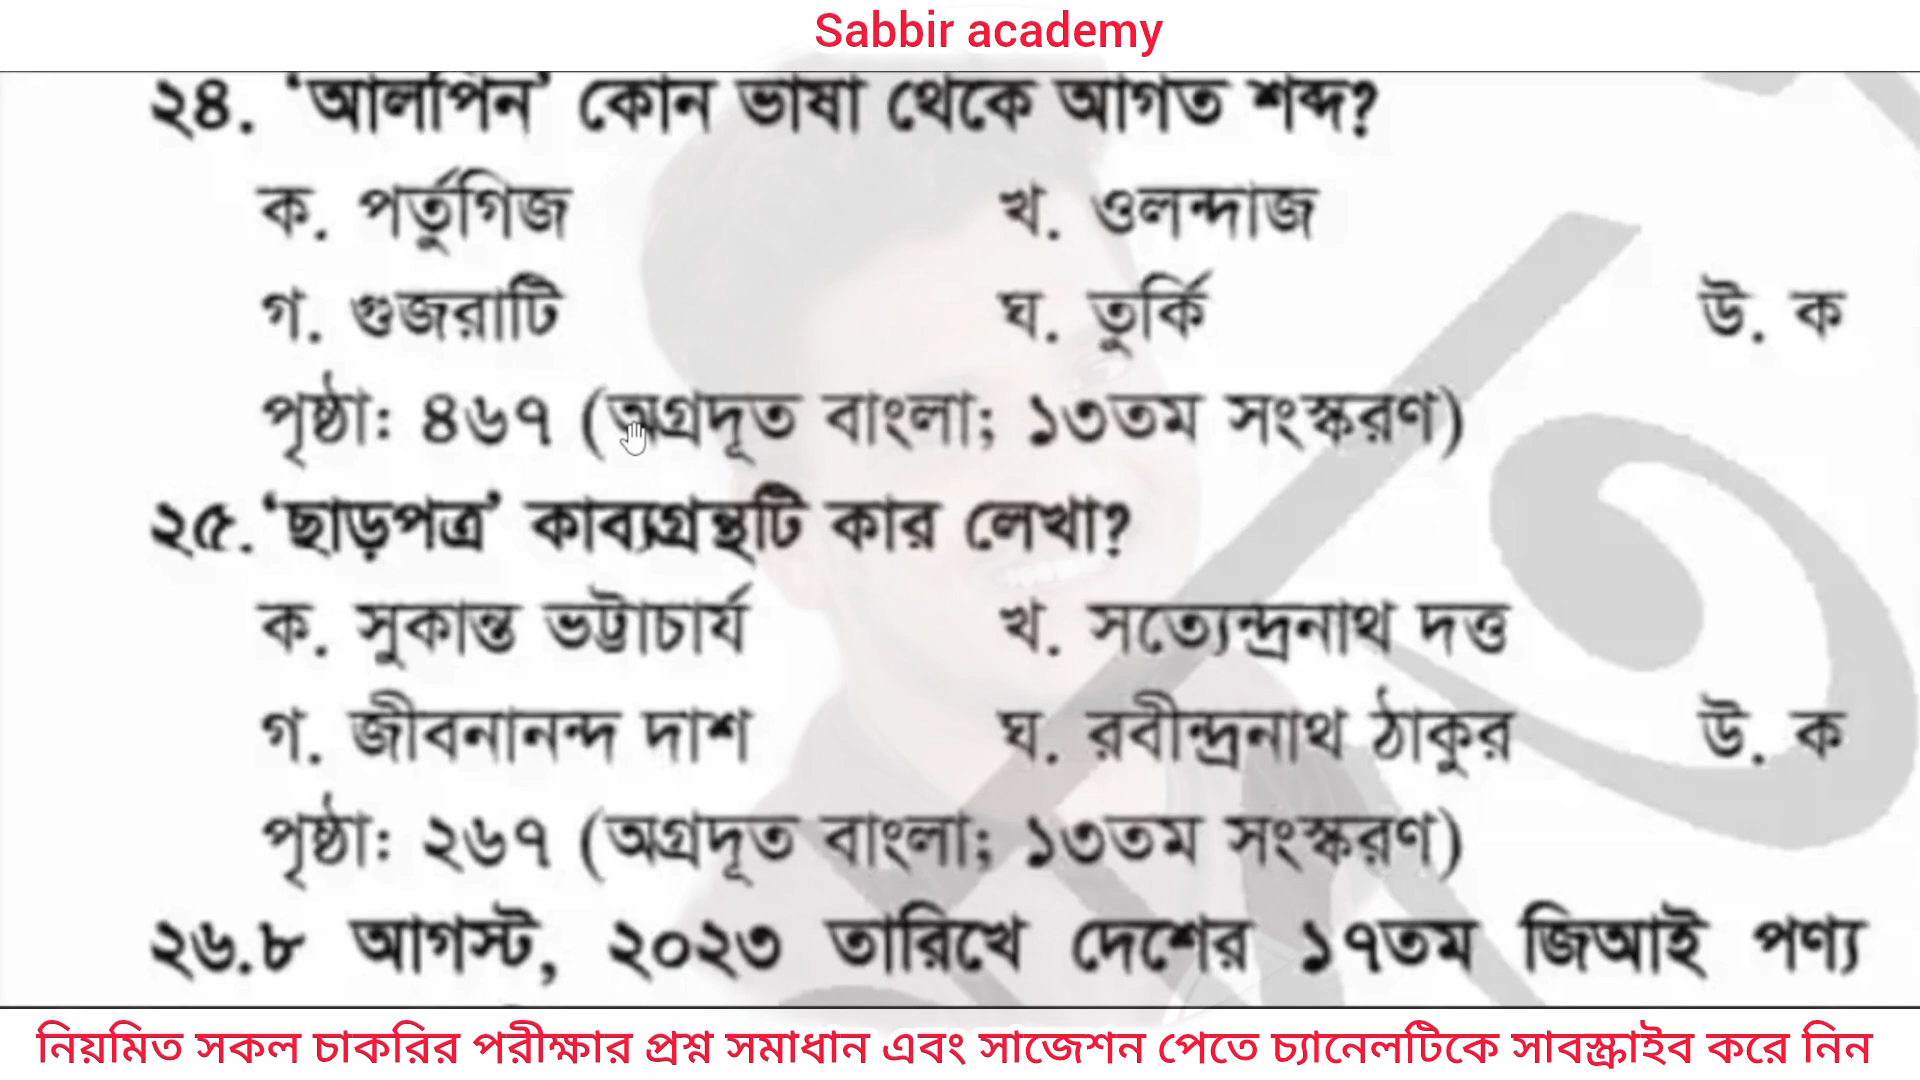 Sabbir academy
২৪. 'আলপিন' কোন ভাষা থেকে আগত শব্দ?
ক. পর্তুগিজ খ. ওলন্দাজ
গ. গুজরাটি ঘ. তুর্কি উ. ক
পৃষ্ঠা: ৪৬৭ (অগ্রদূত বাংলা; ১৩তম সংস্করণ)
২৫. 'ছাড়পত্র' কাব্যগ্রন্থটি কার লেখা?
ক. সুকান্ত ভট্টাচার্য খ. সত্যেন্দ্রনাথ দত্ত
গ. জীবনানন্দ দাশ ঘ. রবীন্দ্রনাথ ঠাকুর উ. ক
পৃষ্ঠা: ২৬৭ (অগ্রদূত বাংলা; ১৩তম সংস্করণ)
২৬.৮ আগস্ট, ২০২৩ তারিখে দেশের ১৭তম জিআই পণ্য
নিয়মিত সকল চাকরির পরীক্ষার প্রশ্ন সমাধান এবং সাজেশন পেতে চ্যানেলটিকে সাবস্ক্রাইব করে নিন